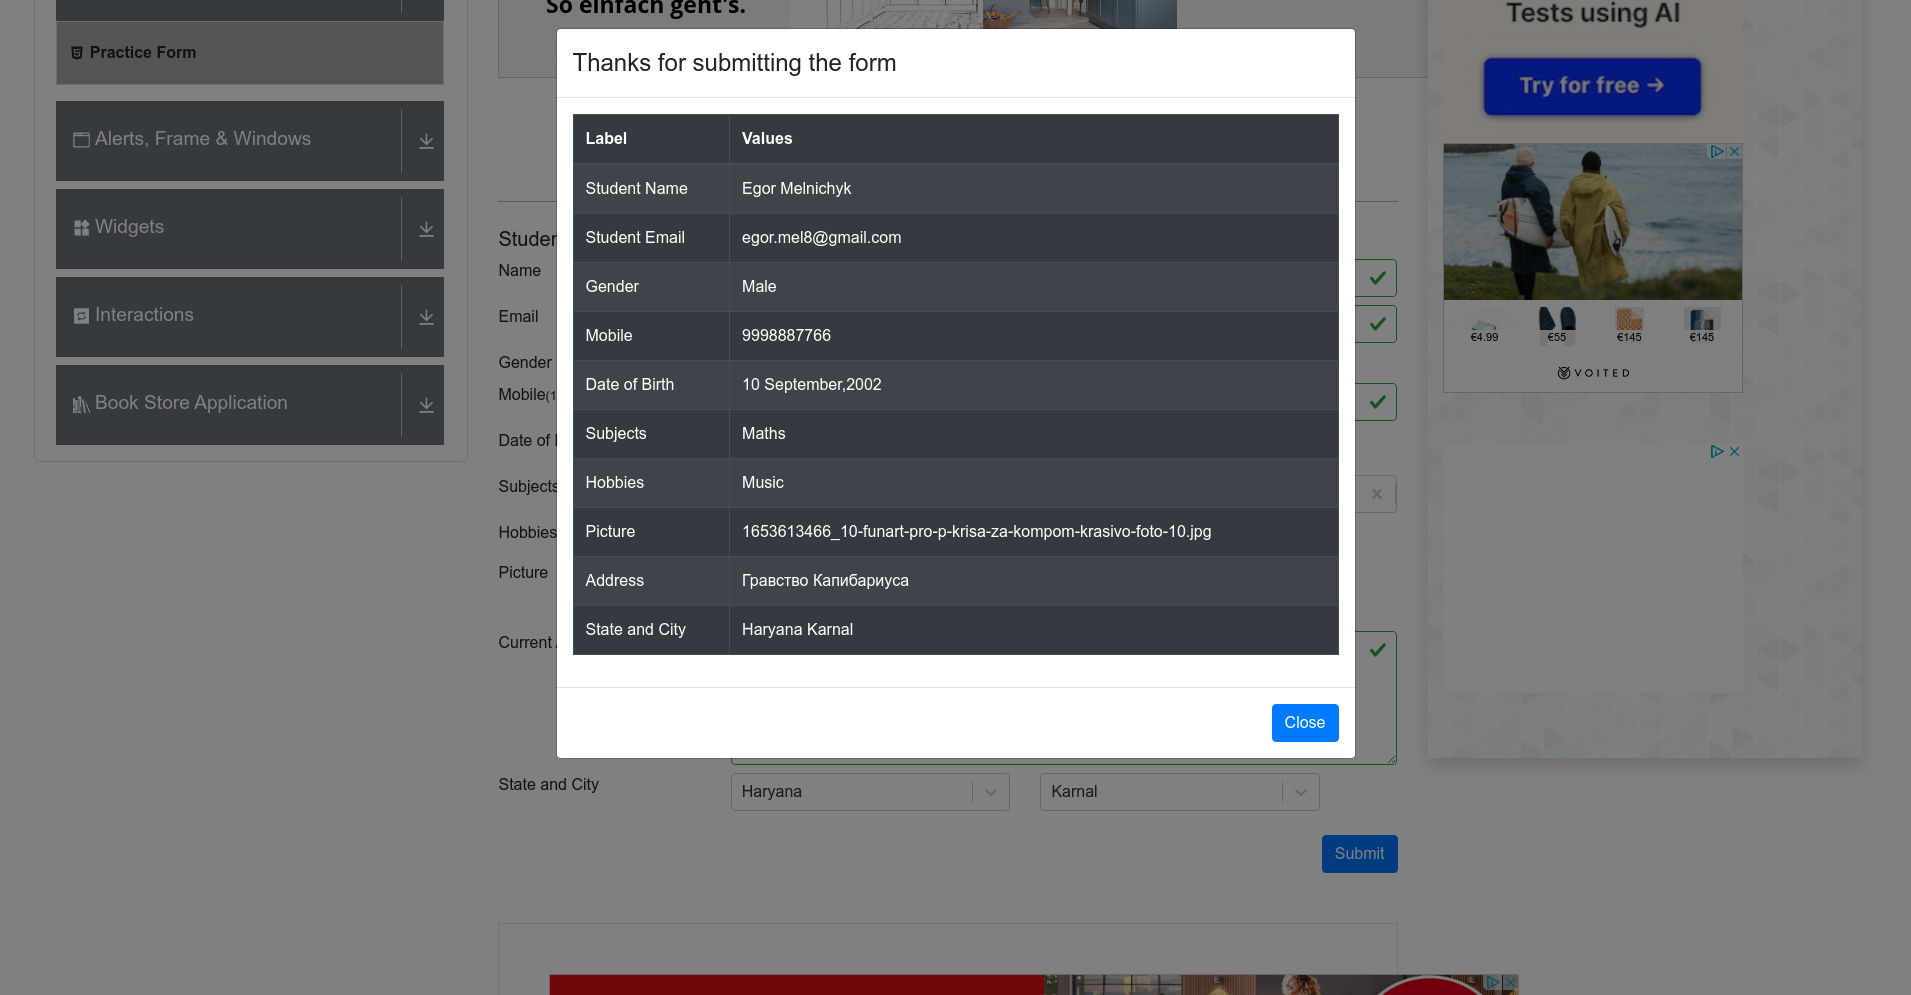 So einfach geht's.
Practice Form
Alerts, Frame & Windows
Widgets
Interactions
Book Store Application
Thanks for submitting the form
Label Values
Student Name Egor Melnichyk
Student Email egor.mel8@gmail.com
Gender Male
Mobile 9998887766
Date of Birth 10 September,2002
Subjects Maths
Hobbies Music
Picture 1653613466_10-funart-pro-p-krisa-za-kompom-krasivo-foto-10.jpg
Address Гравство Капибариуса
State and City Haryana Karnal
Close
Name
Email
Gender
Mobile(1
Date of
Subjects
Hobbies
Picture
Current
State and City Haryana Karnal
Submit
Tests using AI
Try for free →
€4.99 €55 €145 €145
VOITED